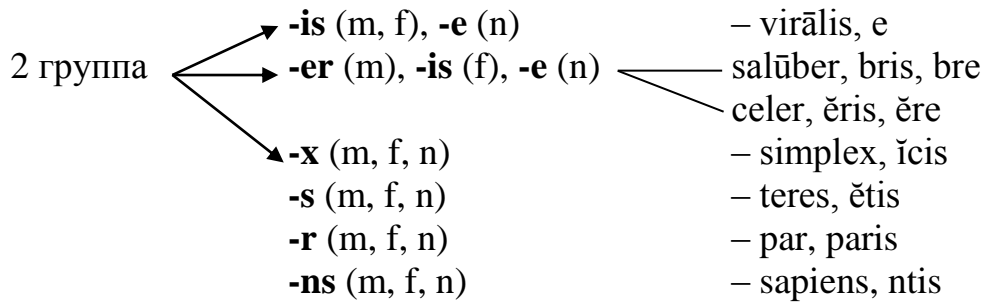 -is (m, f), -e (n) – virālis, e
2 группа -er (m), -is (f), -e (n) salūber, bris, bre
celer, ĕris, ĕre
-x (m, f, n) – simplex, ĭcis
-s (m, f, n) – teres, ĕtis
-r (m, f, n) – par, paris
-ns (m, f, n) – sapiens, ntis